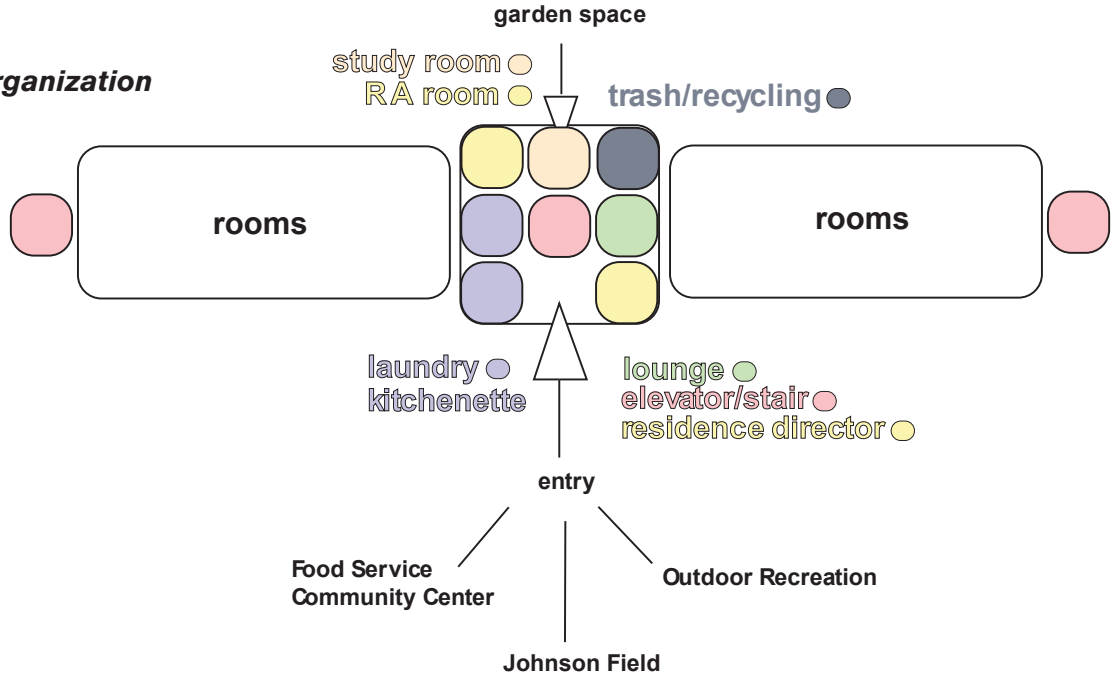 garden space
rganization
study room
RA room
trash/recycling
rooms
rooms
laundry
kitchenette
lounge
elevator/stair
residence director
entry
Food Service
Community Center
Outdoor Recreation
Johnson Field